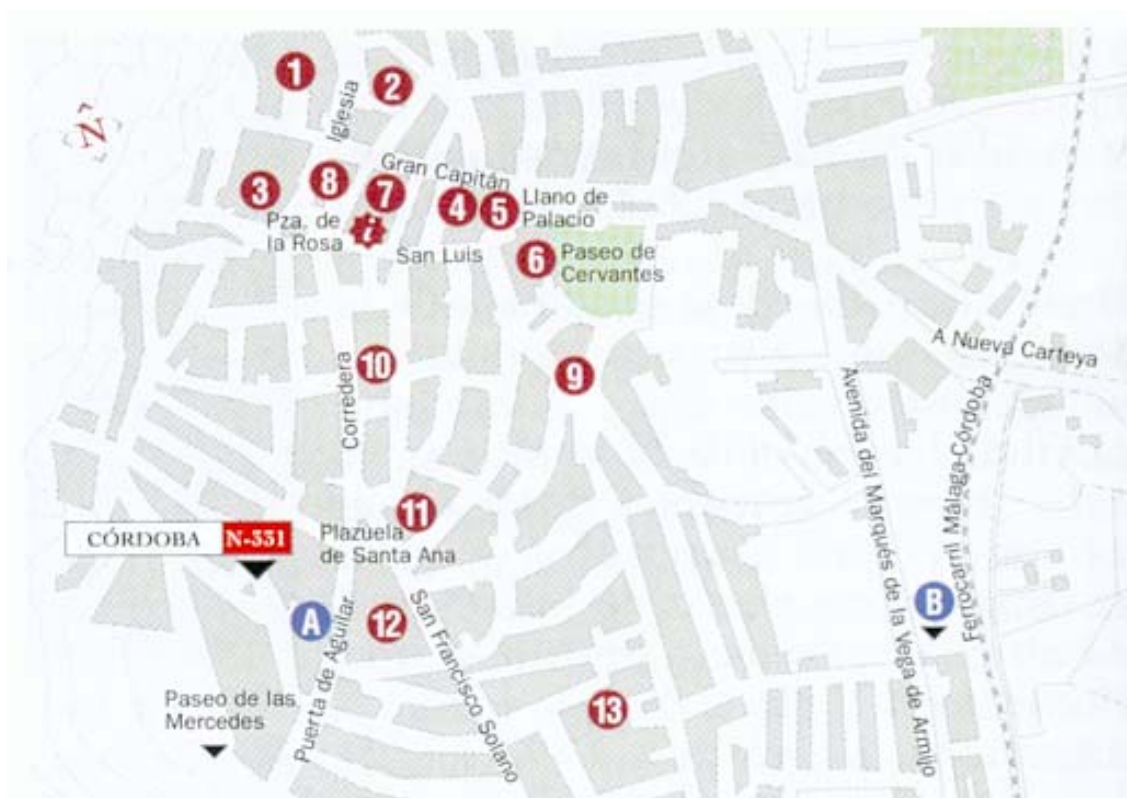 1
2
Iglesia
N
Gran Capitán
3
8
7
4
5
Llano de
Palacio
Pza. de
la Rosa
i
San Luis
6
Paseo de
Cervantes
A Nueva Carteya
10
9
Corredera
Avenida del Marqués de la Vega de Armijo
Ferrocarril Málaga-Córdoba
11
CÓRDOBA N-331
Plazuela
de Santa Ana
A
12
B
Puerta de Aguilar
San Francisco Solano
Paseo de las
Mercedes
13